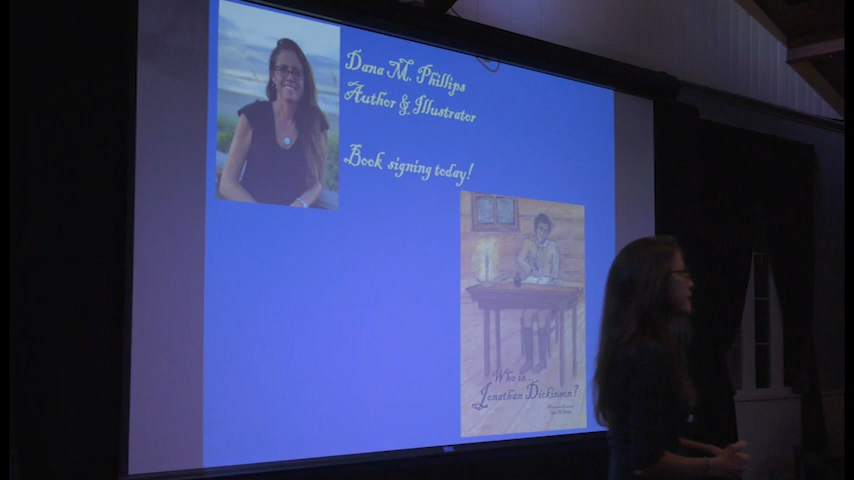 Dana M. Phillips
Author & Illustrator
Book signing today!
Who is...
Jonathan Dickinson?